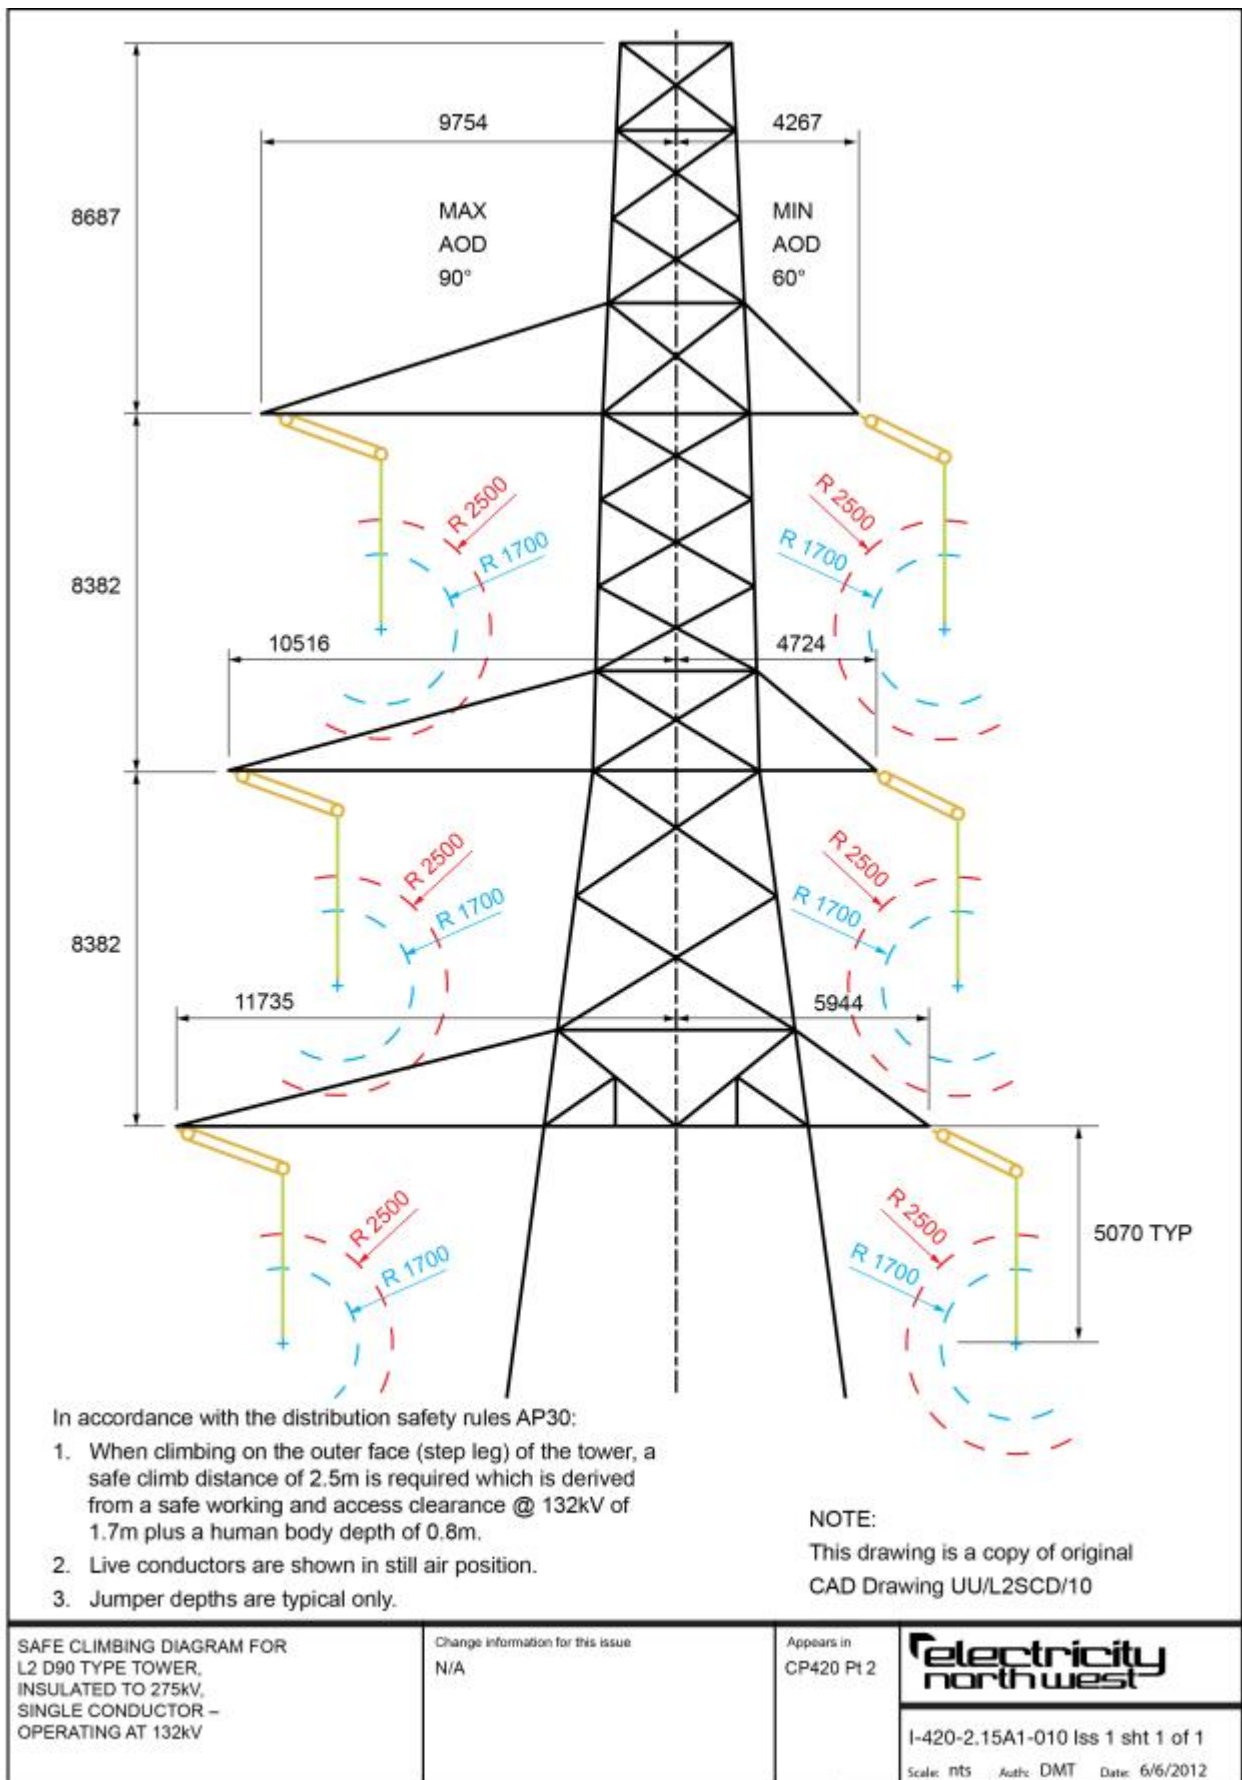 9754
4267
8687
MAX
AOD
90°
MIN
AOD
60°
R 2500
R 1700
R 2500
R 1700
8382
10516
4724
R 2500
R 1700
R 2500
R 1700
8382
11735
5944
R 2500
R 1700
R 2500
R 1700
5070 TYP
In accordance with the distribution safety rules AP30:
1. When climbing on the outer face (step leg) of the tower, a
safe climb distance of 2.5m is required which is derived
from a safe working and access clearance @ 132kV of
1.7m plus a human body depth of 0.8m.
2. Live conductors are shown in still air position.
3. Jumper depths are typical only.
NOTE:
This drawing is a copy of original
CAD Drawing UU/L2SCD/10
SAFE CLIMBING DIAGRAM FOR
L2 D90 TYPE TOWER,
INSULATED TO 275kV,
SINGLE CONDUCTOR –
OPERATING AT 132kV
Change information for this issue
N/A
Appears in
CP420 Pt 2
electricity
northwest
I-420-2.15A1-010 Iss 1 sht 1 of 1
Scale: nts Auth: DMT Date: 6/6/2012